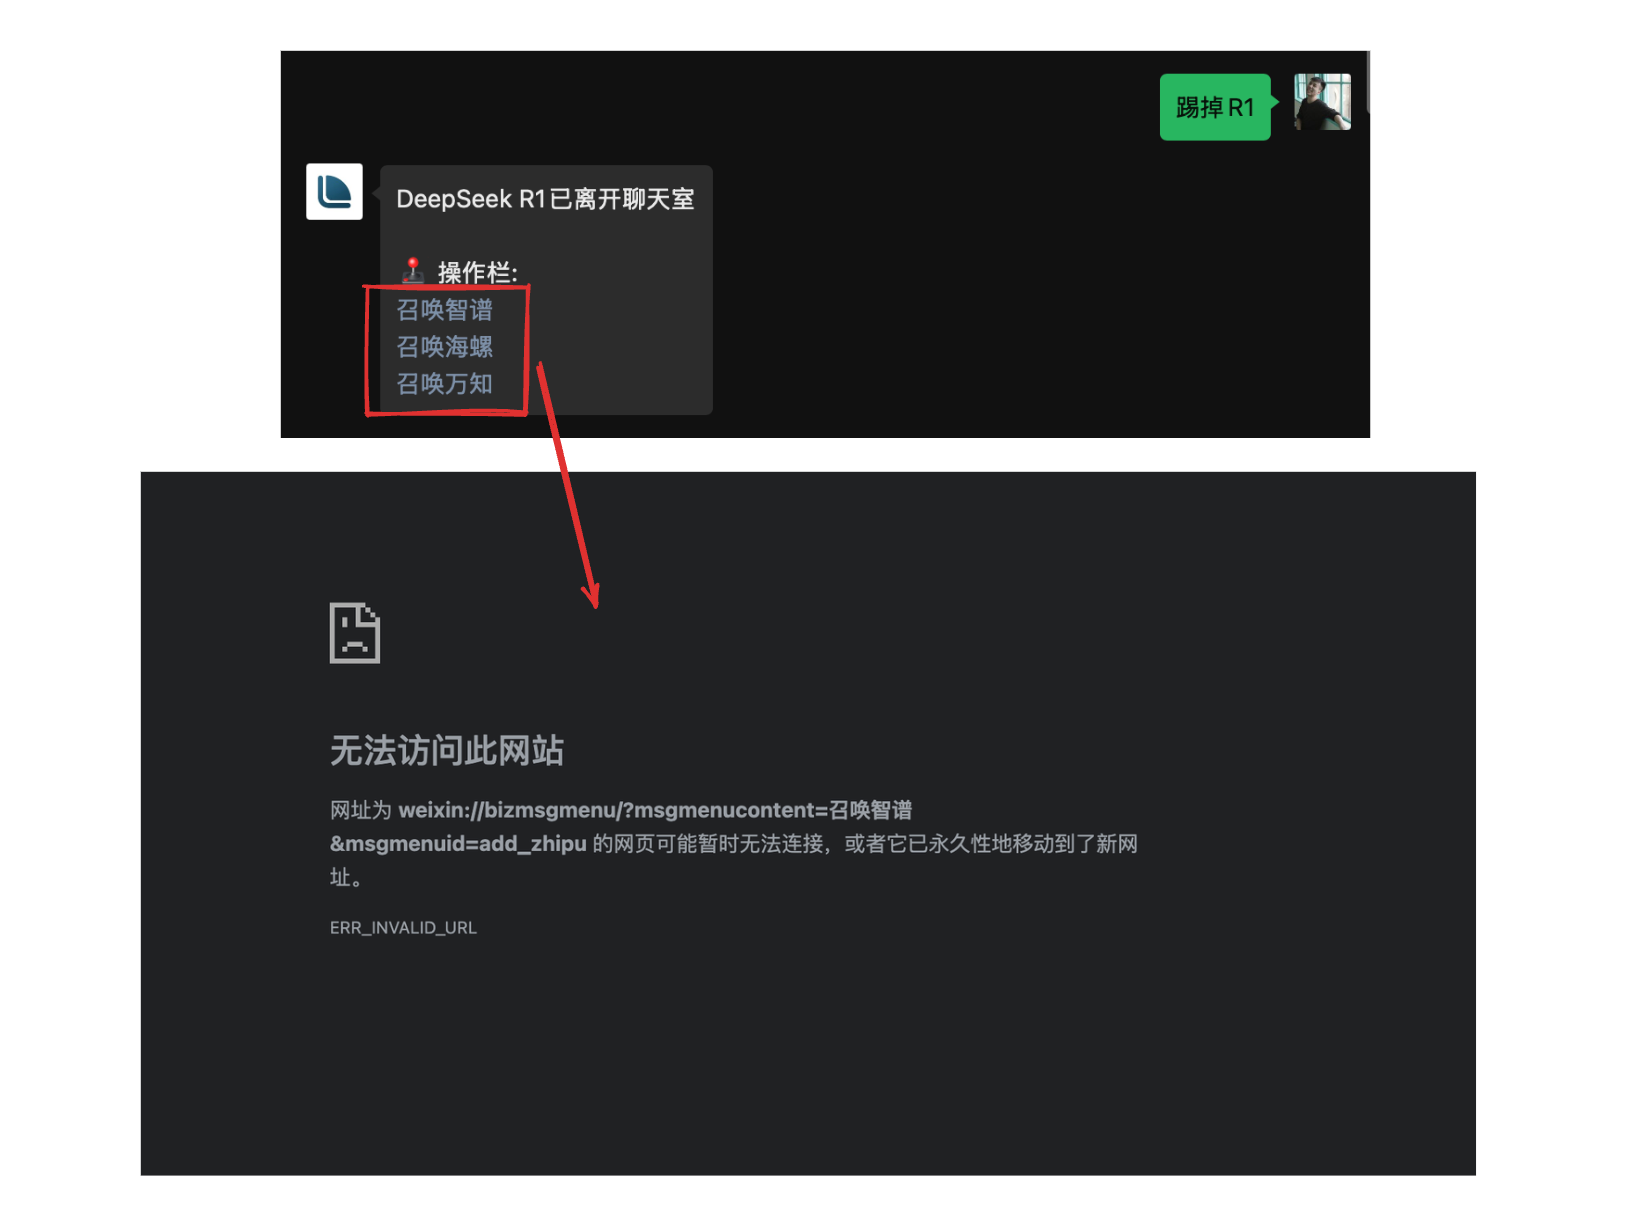 踢掉 R1
DeepSeek R1已离开聊天室
🕹️ 操作栏:
召唤智谱
召唤海螺
召唤万知
无法访问此网站
网址为 weixin://bizmsgmenu/?msgmenucontent=召唤智谱
&msgmenuid=add_zhipu 的网页可能暂时无法连接，或者它已永久性地移动到了新网
址。
ERR_INVALID_URL